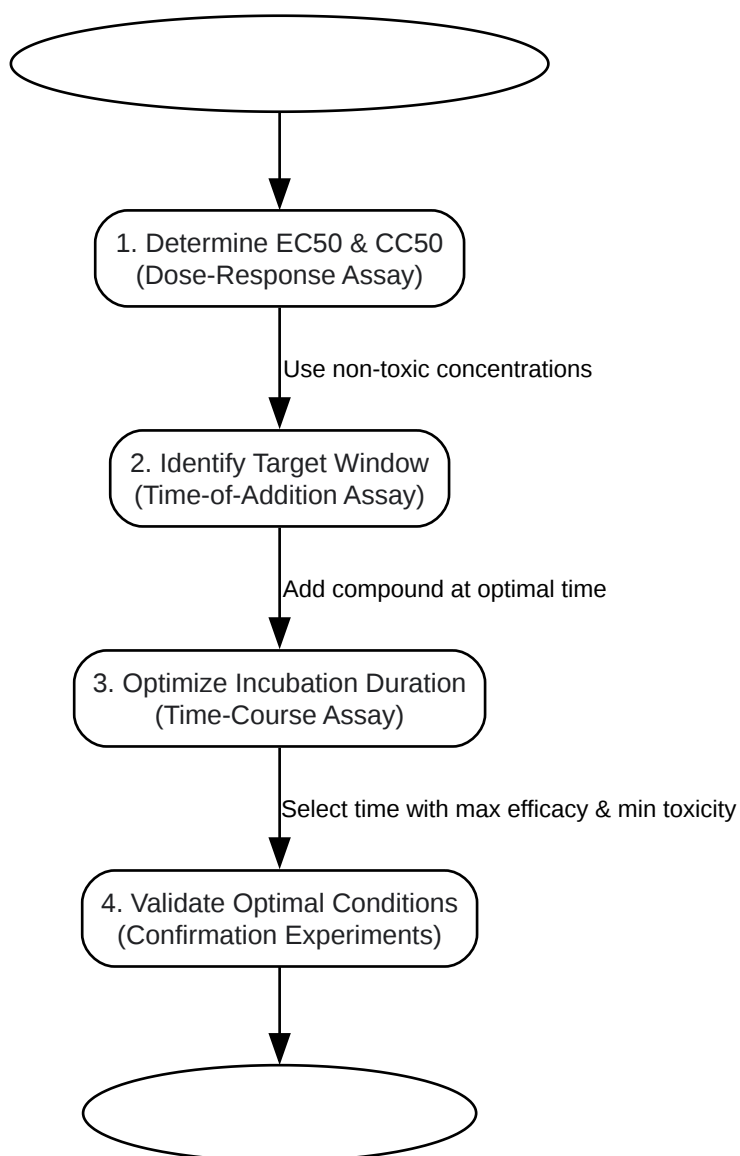 1. Determine EC50 & CC50
(Dose-Response Assay)
Use non-toxic concentrations
2. Identify Target Window
(Time-of-Addition Assay)
Add compound at optimal time
3. Optimize Incubation Duration
(Time-Course Assay)
Select time with max efficacy & min toxicity
4. Validate Optimal Conditions
(Confirmation Experiments)